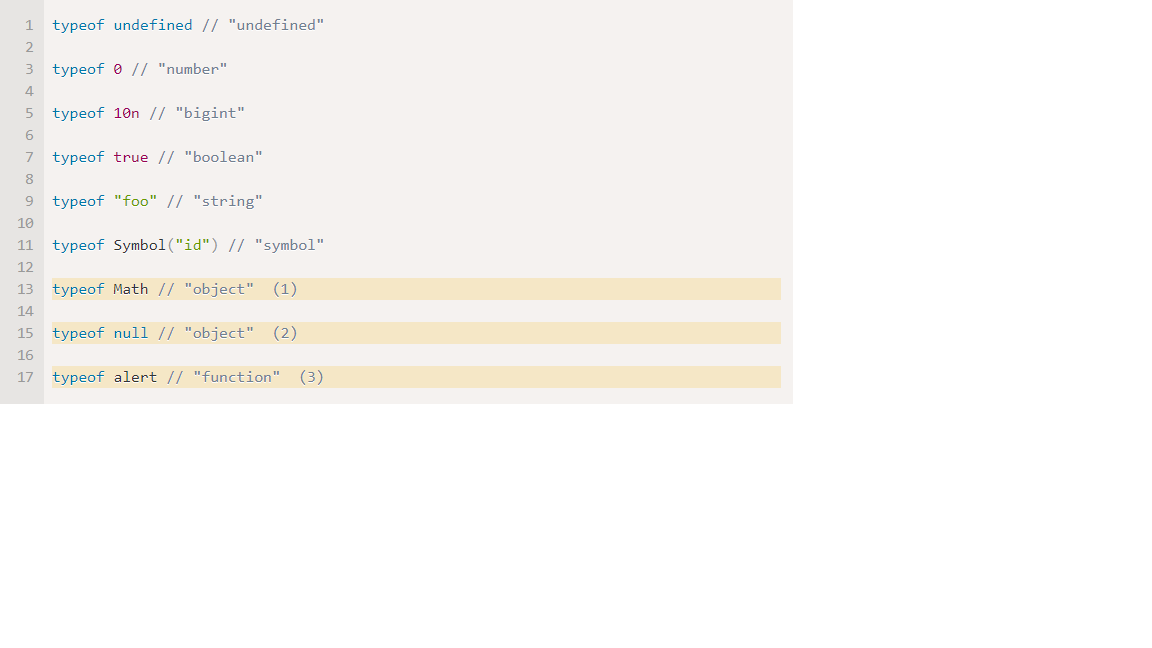 1 typeof undefined // "undefined"
2
3 typeof 0 // "number"
4
5 typeof 10n // "bigint"
6
7 typeof true // "boolean"
8
9 typeof "foo" // "string"
10
11 typeof Symbol("id") // "symbol"
12
13 typeof Math // "object"  (1)
14
15 typeof null // "object"  (2)
16
17 typeof alert // "function"  (3)